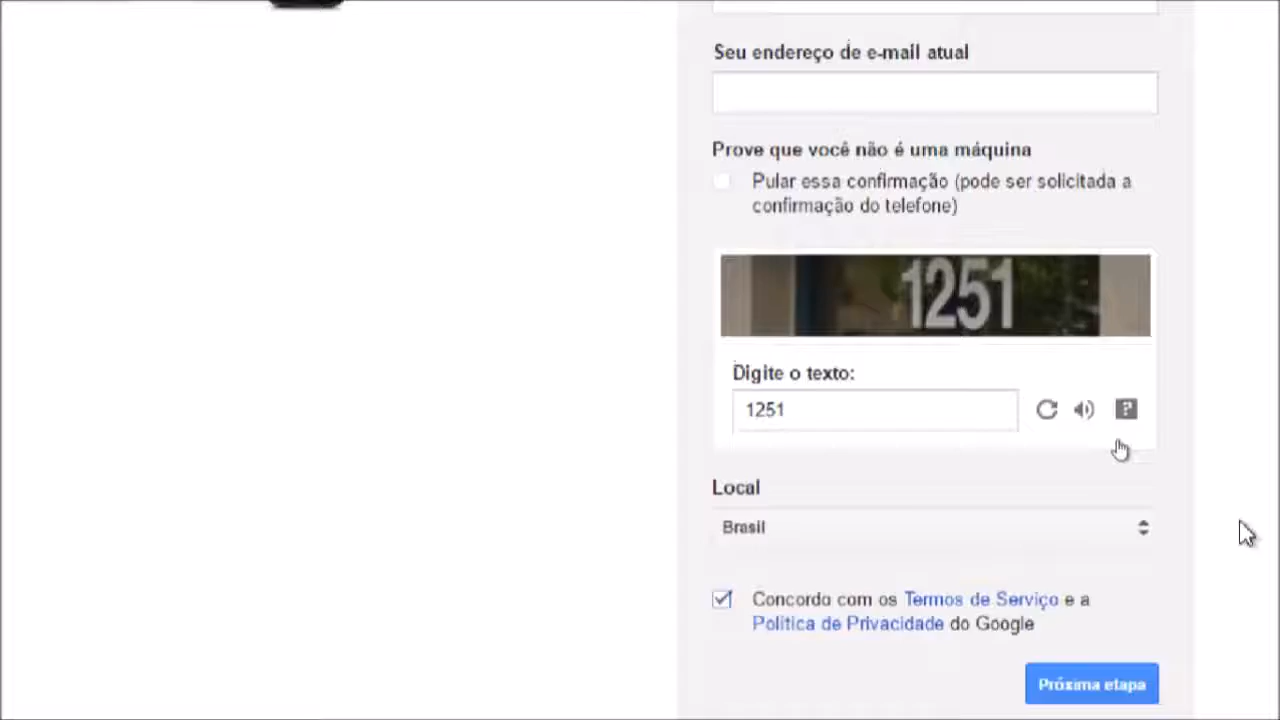 Seu endereço de e-mail atual
Prove que você não é uma máquina
Pular essa confirmação (pode ser solicitada a
confirmação do telefone)
1251
Digite o texto:
1251
?
Local
Brasil
Concordo com os Termos de Serviço e a
Política de Privacidade do Google
Próxima etapa